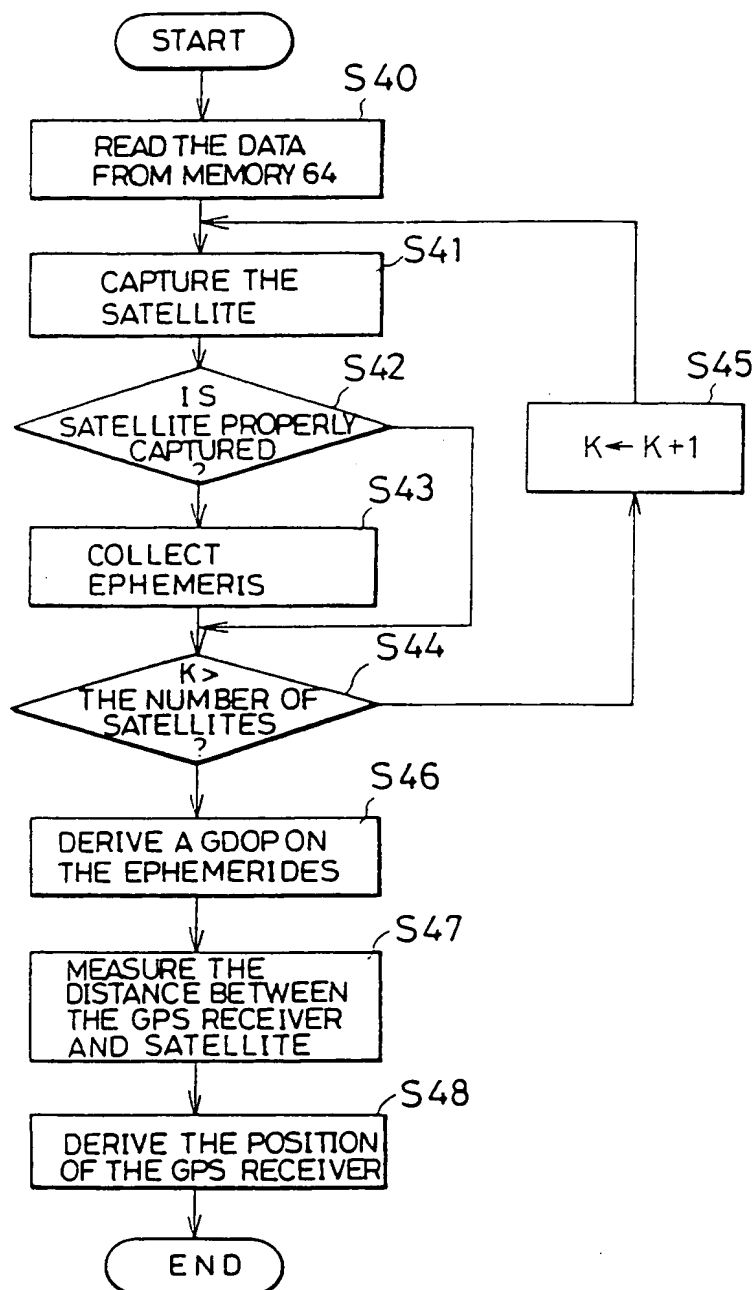 START
S40
READ THE DATA
FROM MEMORY 64
S41
CAPTURE THE
SATELLITE
S42
IS
SATELLITE PROPERLY
CAPTURED
?
S45
K ← K+1
S43
COLLECT
EPHEMERIS
S44
K >
THE NUMBER OF
SATELLITES
?
S46
DERIVE A GDOP ON
THE EPHEMERIDES
S47
MEASURE THE
DISTANCE BETWEEN
THE GPS RECEIVER
AND SATELLITE
S48
DERIVE THE POSITION
OF THE GPS RECEIVER
END